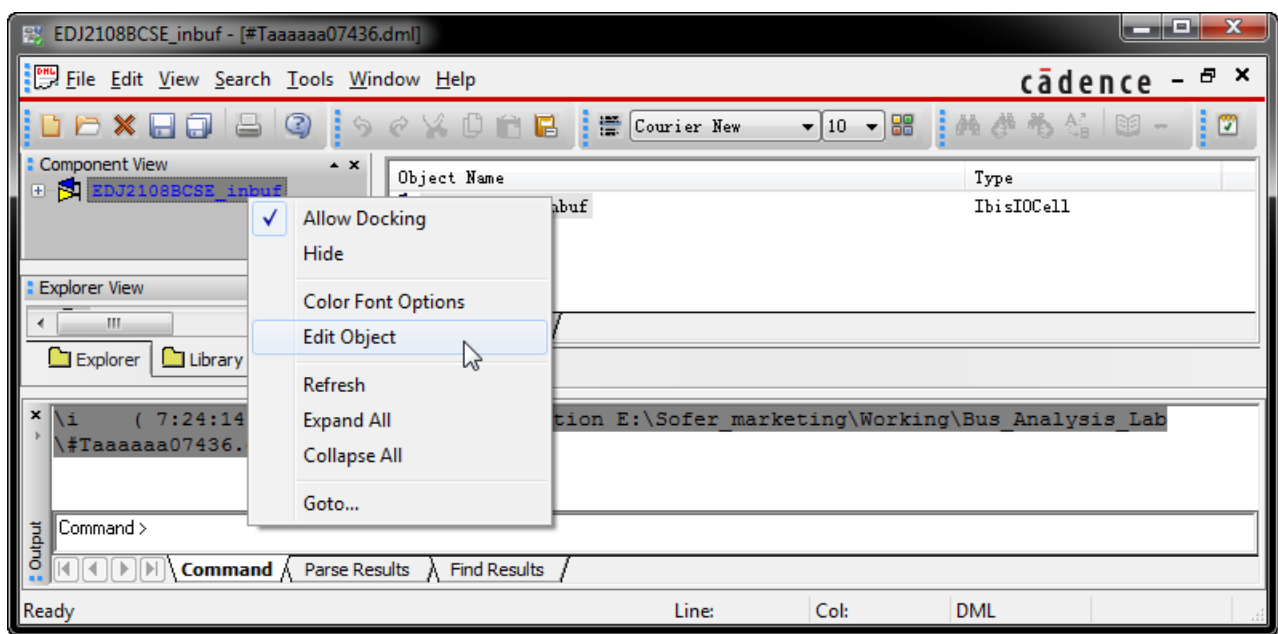 EDJ2108BCSE_inbuf - [#Taaaaaa07436.dml]
File Edit View Search Tools Window Help
cādence
Courier New 10
Component View
EDJ2108BCSE_inbuf
Object Name Type
nbuf IbisIOCell
Allow Docking
Hide
Color Font Options
Edit Object
Refresh
Expand All
Collapse All
Goto...
Explorer View
Explorer Library
\i ( 7:24:14 tion E:\Sofer_marketing\Working\Bus_Analysis_Lab
\#Taaaaaa07436.
Command >
Output
Command Parse Results Find Results
Ready Line: Col: DML